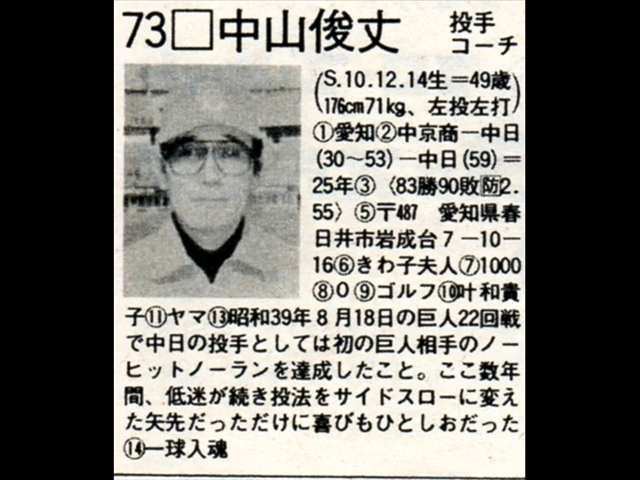 73□中山俊丈 投手コーチ
(S.10.12.14生＝49歳
176cm71kg、左投左打)
①愛知②中京商―中日
(30～53)―中日(59)＝
25年③〈83勝90敗防2.
55〉⑤〒487 愛知県春
日井市岩成台7－10－
16⑥きわ子夫人⑦1000
⑧O⑨ゴルフ⑩叶和貴
子⑪ヤマ⑬昭和39年8月18日の巨人22回戦
で中日の投手としては初の巨人相手のノー
ヒットノーランを達成したこと。ここ数年
間、低迷が続き投法をサイドスローに変え
た矢先だっただけに喜びもひとしおだった
⑭一球入魂